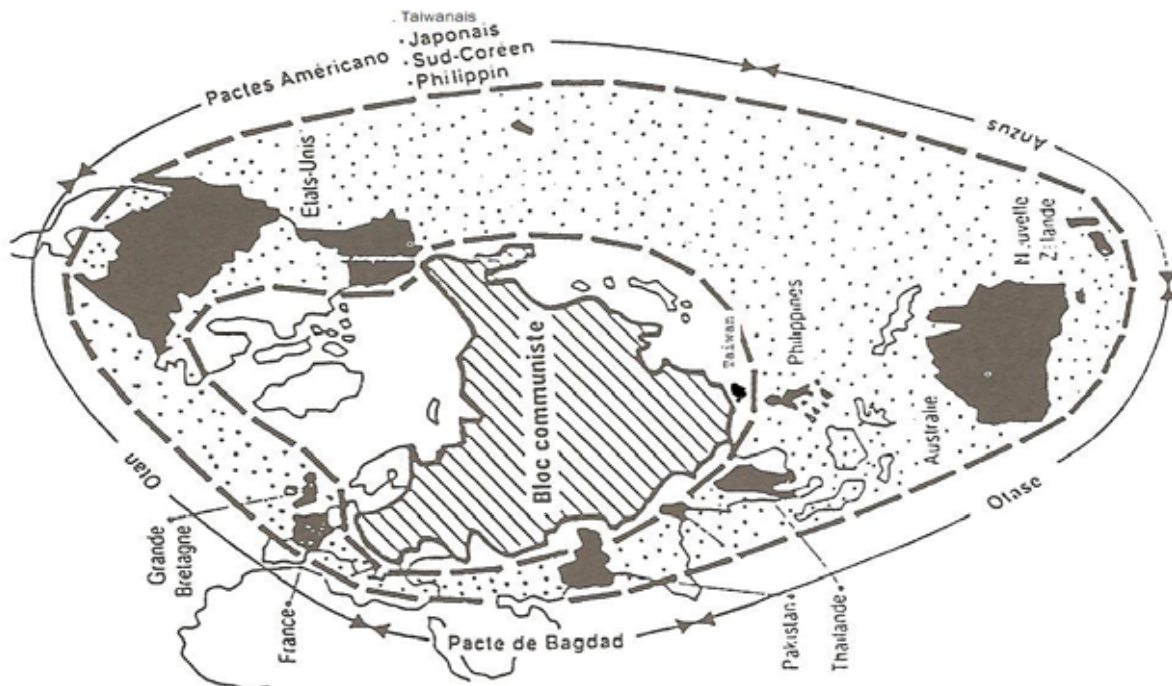 Taiwanais
Pactes Américano
• Japonais
• Sud-Coréen
• Philippin
Anzus
Etats-Unis
Nouvelle
Zélande
Taiwan
Philippines
Bloc communiste
Australie
Otan
Otase
Grande
Bretagne
France
Pacte de Bagdad
Pakistan
Thaïlande